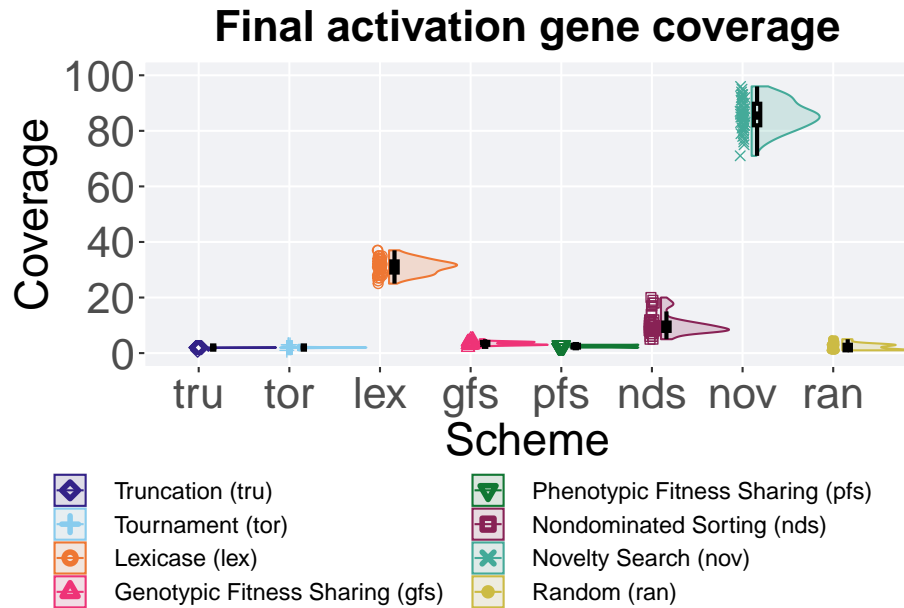 Final activation gene coverage
Coverage
100
80
60
40
20
0
tru tor lex gfs pfs nds nov ran
Scheme
Truncation (tru)
Tournament (tor)
Lexicase (lex)
Genotypic Fitness Sharing (gfs)
Phenotypic Fitness Sharing (pfs)
Nondominated Sorting (nds)
Novelty Search (nov)
Random (ran)